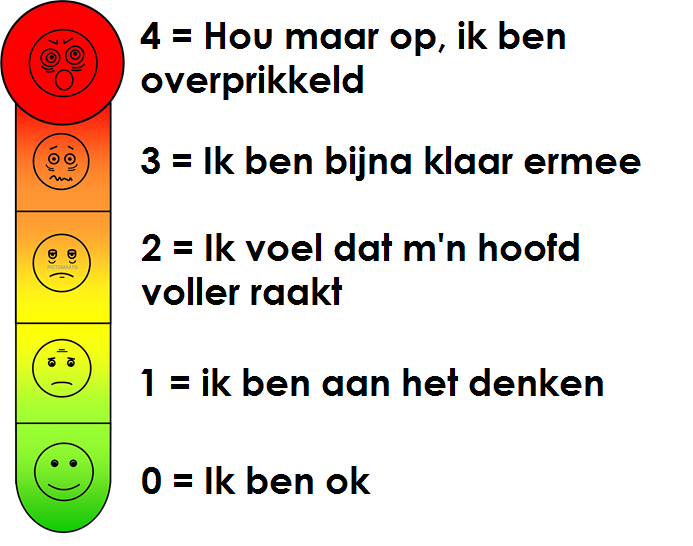 4 = Hou maar op, ik ben
overprikkeld
3 = Ik ben bijna klaar ermee
2 = Ik voel dat m'n hoofd
voller raakt
1 = ik ben aan het denken
0 = Ik ben ok